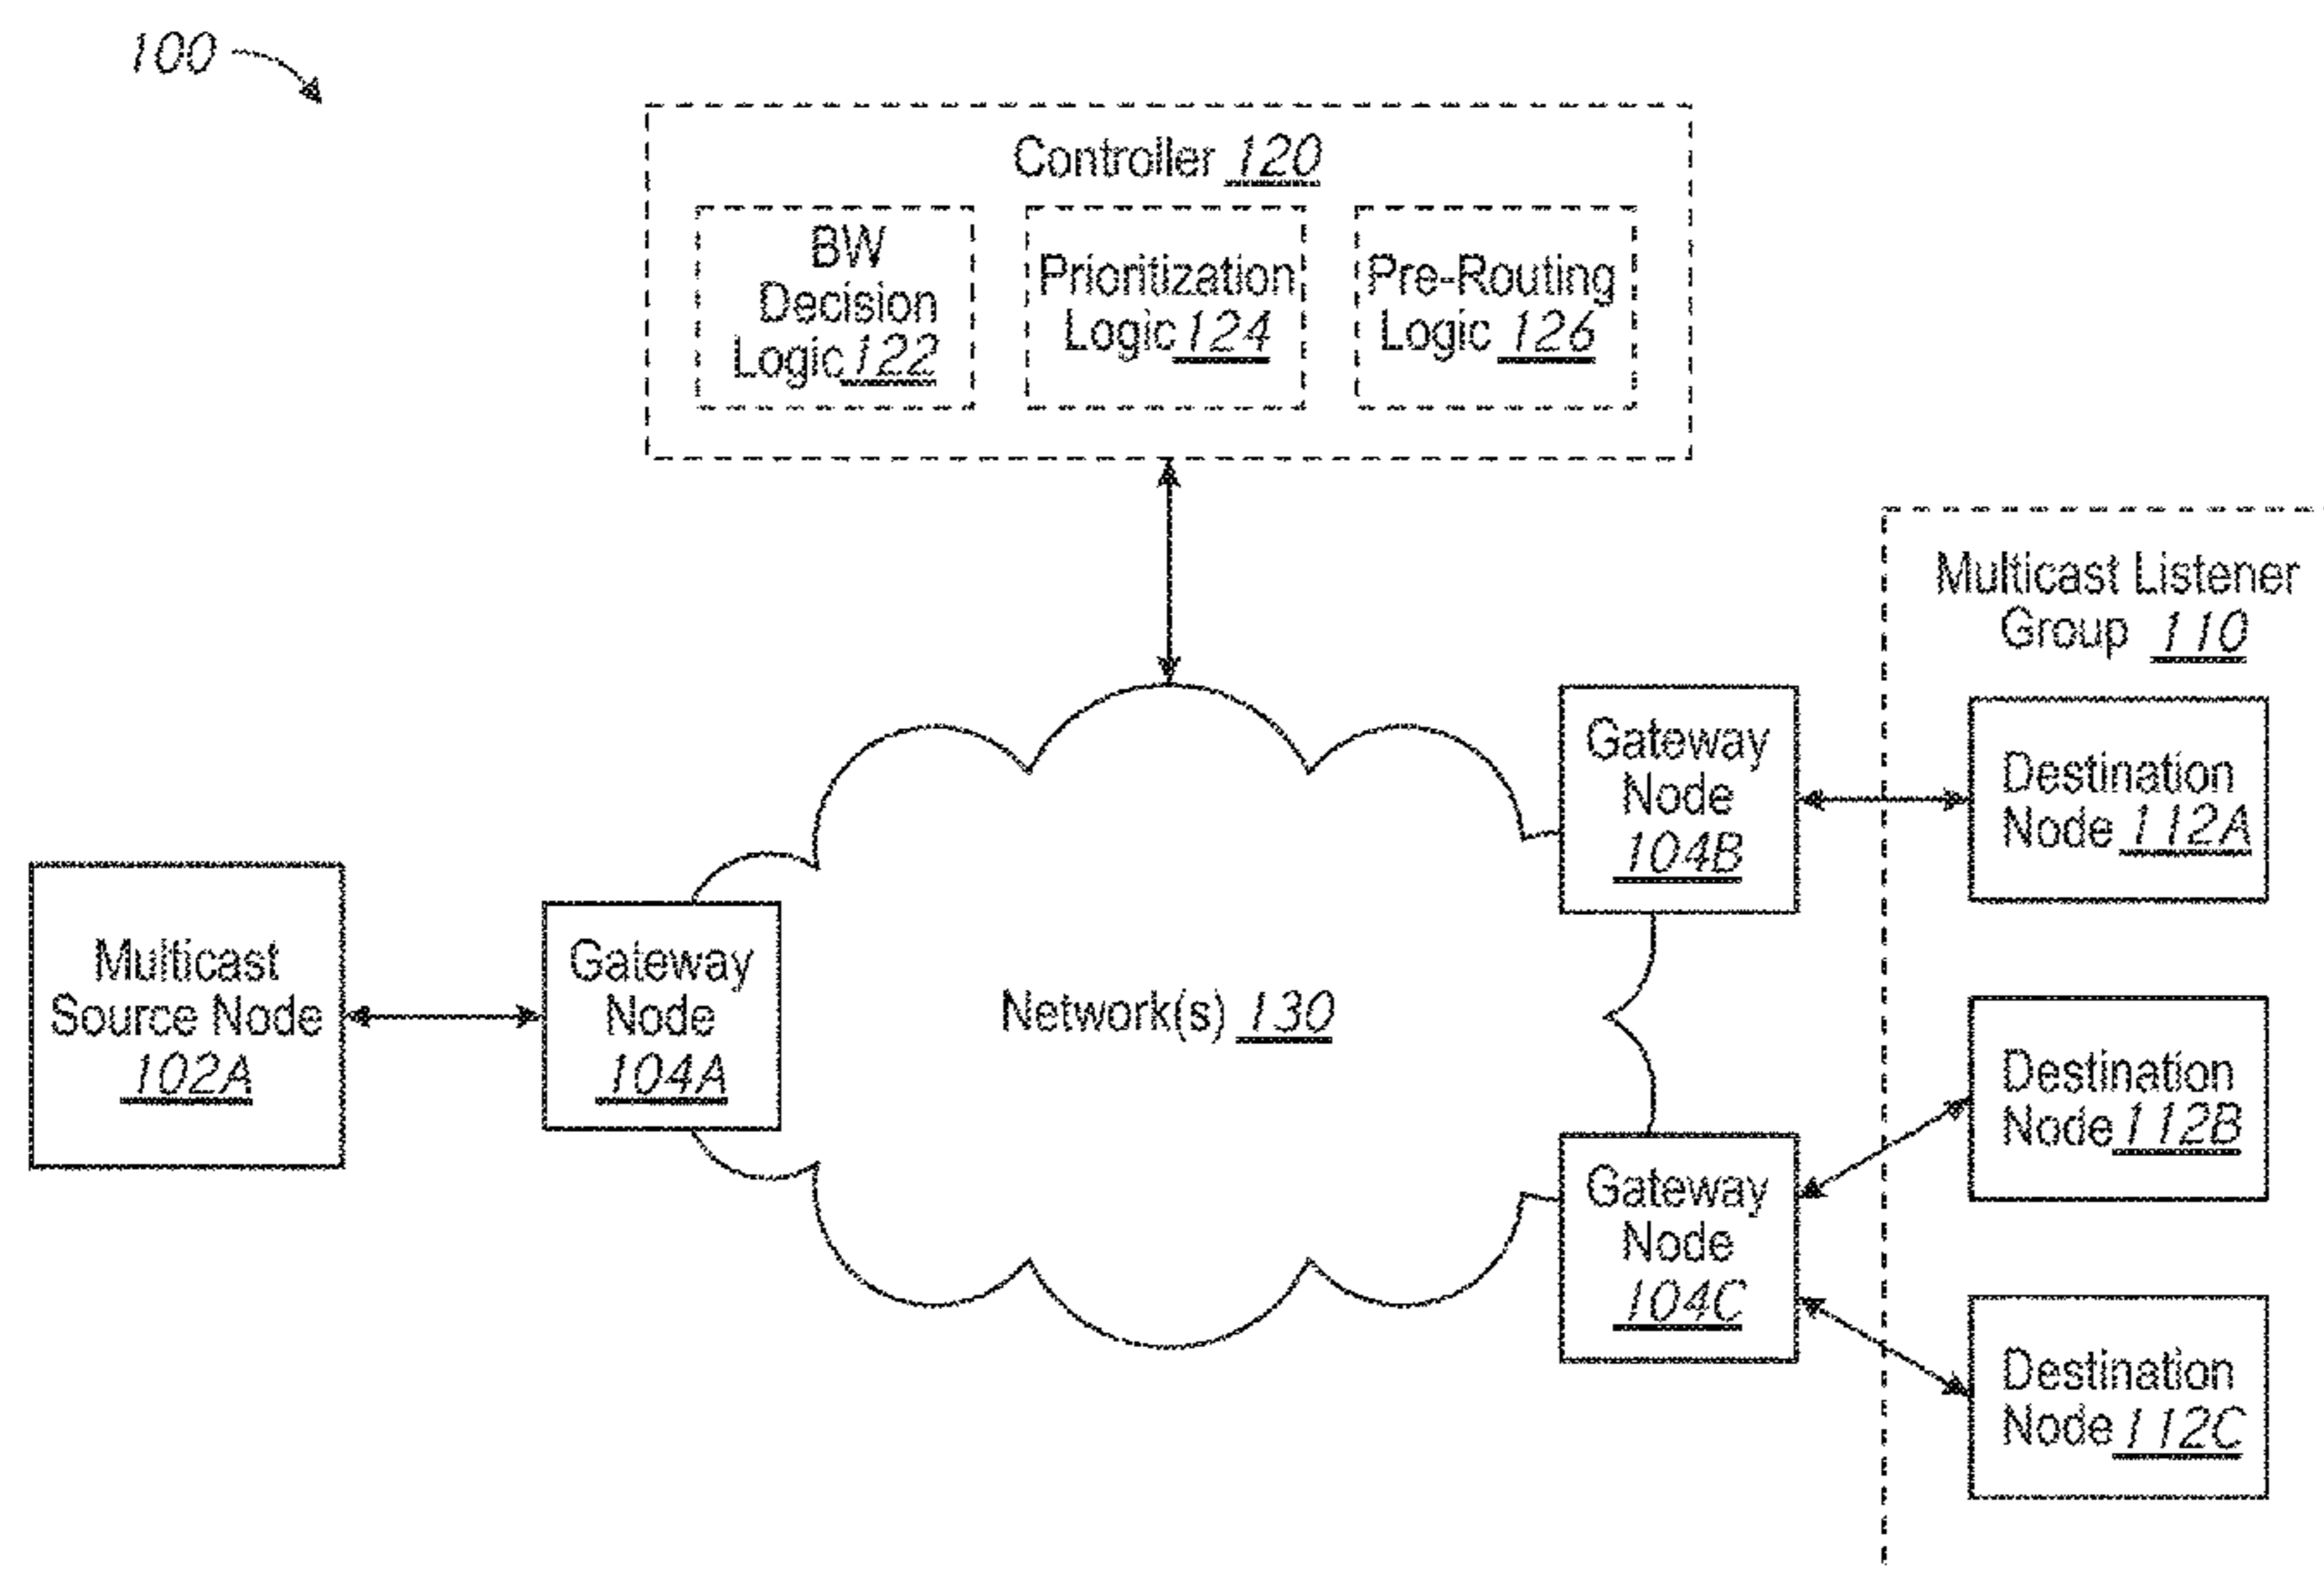 100
Controller 120
BW
Decision
Logic 122
Prioritization
Logic 124
Pre-Routing
Logic 126
Multicast Listener
Group 110
Gateway
Node
104B
Destination
Node 112A
Multicast
Source Node
102A
Gateway
Node
104A
Network(s) 130
Destination
Node 112B
Gateway
Node
104C
Destination
Node 112C